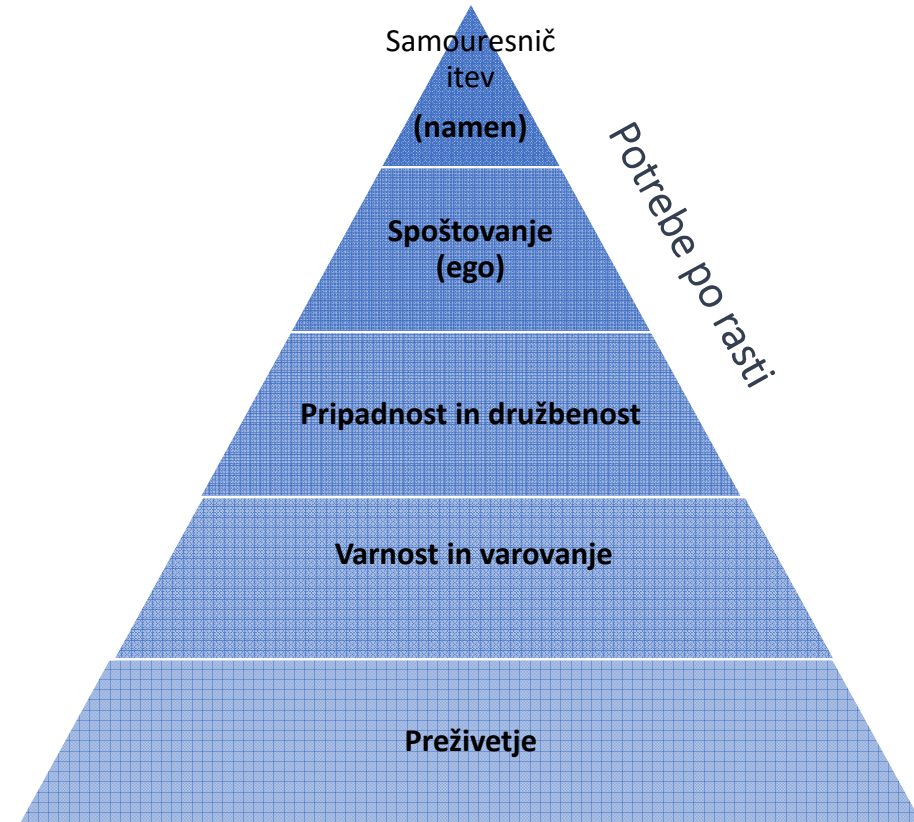 Samouresnič
itev
(namen)
Potrebe po rasti
Spoštovanje
(ego)
Pripadnost in družbenost
Varnost in varovanje
Preživetje